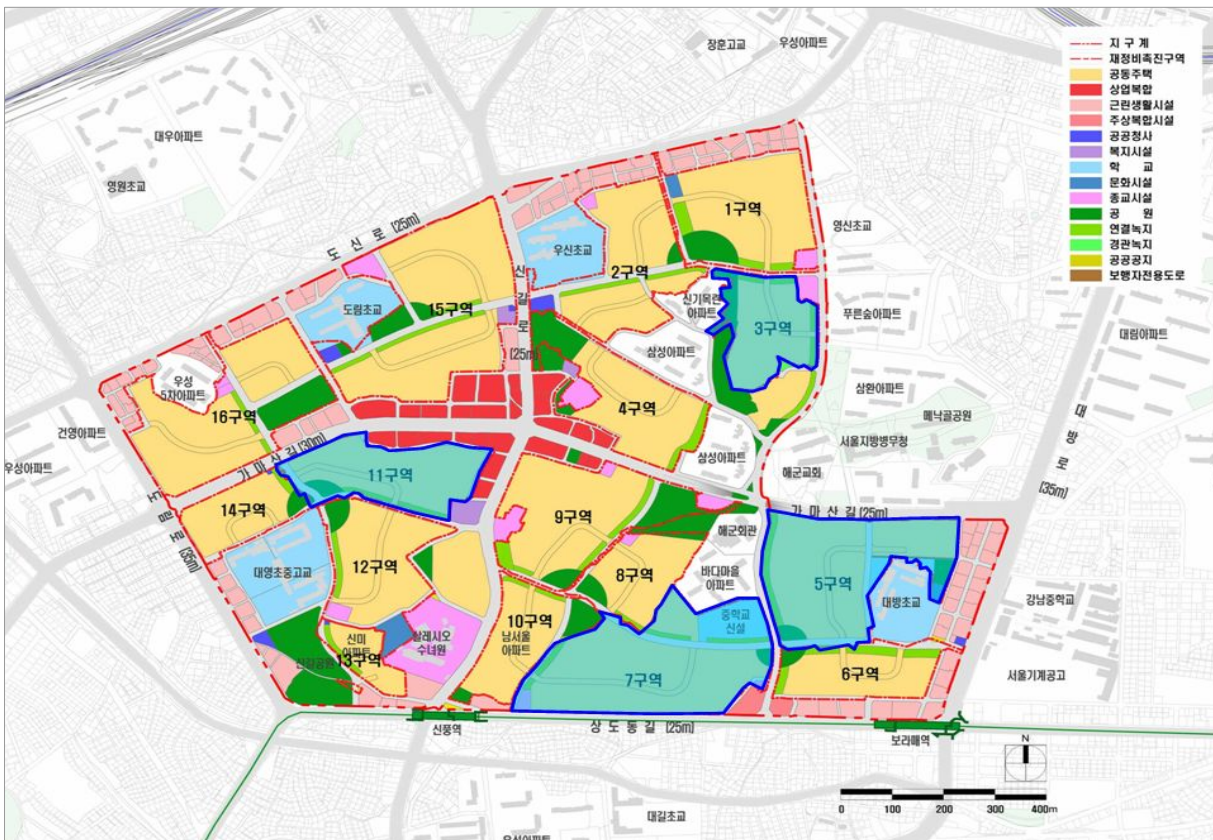 장훈고교
우성아파트
지 구 계
재정비촉진구역
공동주택
상업복합
근린생활시설
주상복합시설
공공청사
복지시설
학 교
문화시설
종교시설
공 원
연결녹지
경관녹지
공공공지
보행자전용도로
대우아파트
영원초교
도 신 로 (25m)
우신초교
1구역
영신초교
2구역
신 길 로 (25m)
신기목련
아파트
3구역
푸른숲아파트
대림아파트
도림초교
15구역
삼성아파트
우성
5차아파트
16구역
4구역
삼환아파트
메낙골공원
건영아파트
우성아파트
가 마 산 길 (30m)
삼성아파트
서울지방병무청
해군교회
대 방 로 (35m)
11구역
도 림 로 (35m)
14구역
9구역
가 마 산 길 (25m)
해군회관
대영초중고교
12구역
8구역
바다마을
아파트
5구역
대방초교
강남중학교
중학교
신설
10구역
남서울
아파트
신미
아파트
13구역
살레시오
수녀원
신길공원
7구역
6구역
서울기계공고
신풍역
상 도 동 길 (25m)
보라매역
N
0 100 200 300 400m
대길초교
우성아파트